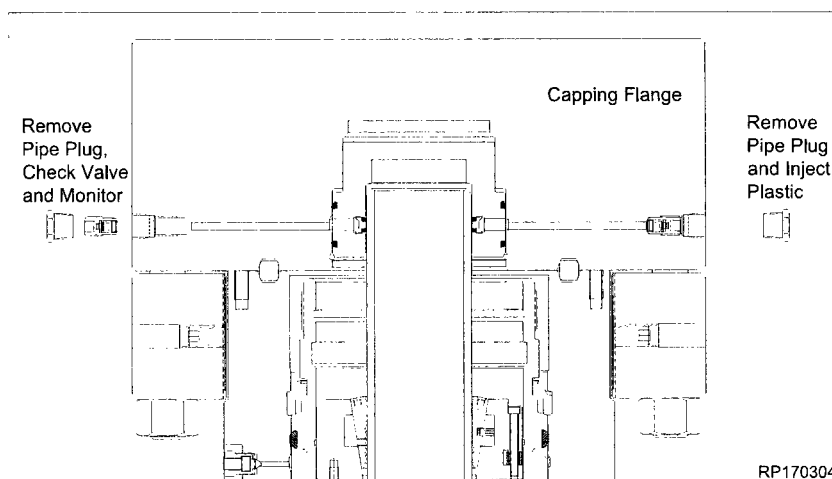 Capping Flange
Remove
Pipe Plug,
Check Valve
and Monitor
Remove
Pipe Plug
and Inject
Plastic
RP170304